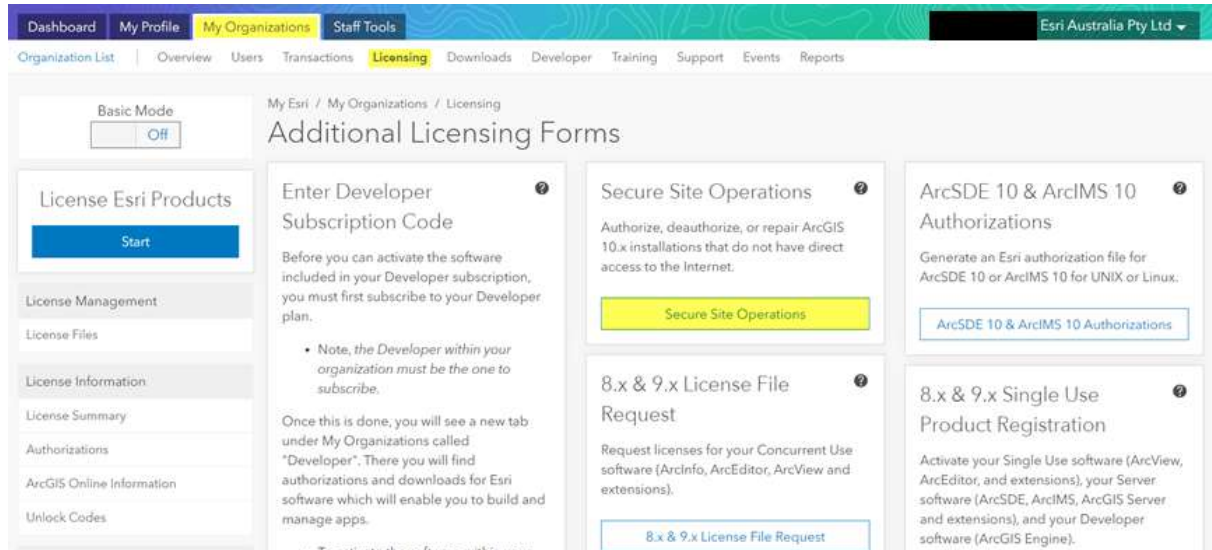 Dashboard My Profile My Organizations Staff Tools Esri Australia Pty Ltd
Organization List Overview Users Transactions Licensing Downloads Developer Training Support Events Reports
Basic Mode
Off
License Esri Products
Start
License Management
License Files
License Information
License Summary
Authorizations
ArcGIS Online Information
Unlock Codes
My Esri / My Organizations / Licensing
Additional Licensing Forms
Enter Developer
Subscription Code
Before you can activate the software
included in your Developer subscription,
you must first subscribe to your Developer
plan.
• Note, the Developer within your
organization must be the one to
subscribe.
Once this is done, you will see a new tab
under My Organizations called
"Developer". There you will find
authorizations and downloads for Esri
software which will enable you to build and
manage apps.
Secure Site Operations
Authorize, deauthorize, or repair ArcGIS
10.x installations that do not have direct
access to the Internet.
Secure Site Operations
8.x & 9.x License File
Request
Request licenses for your Concurrent Use
software (ArcInfo, ArcEditor, ArcView and
extensions).
8.x & 9.x License File Request
ArcSDE 10 & ArcIMS 10
Authorizations
Generate an Esri authorization file for
ArcSDE 10 or ArcIMS 10 for UNIX or Linux.
ArcSDE 10 & ArcIMS 10 Authorizations
8.x & 9.x Single Use
Product Registration
Activate your Single Use software (ArcView,
ArcEditor, and extensions), your Server
software (ArcSDE, ArcIMS, ArcGIS Server
and extensions), and your Developer
software (ArcGIS Engine).